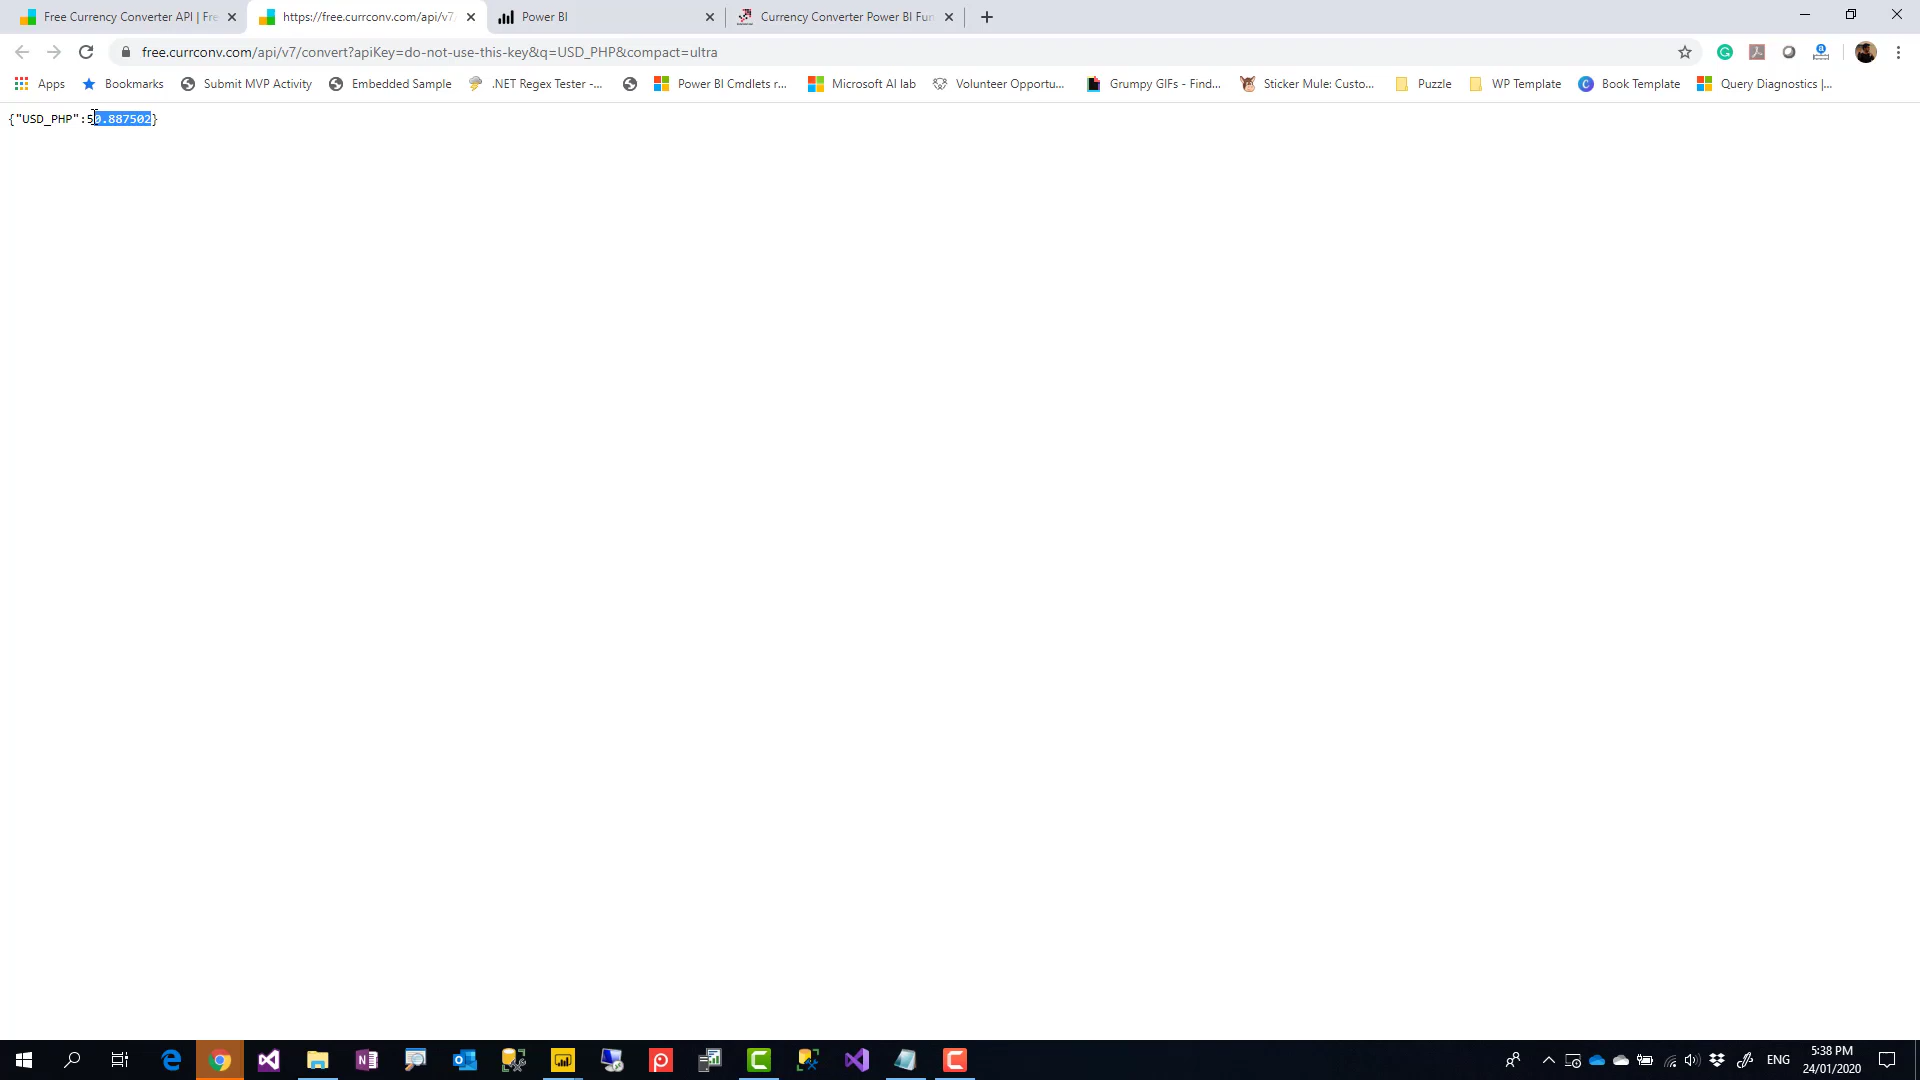 Free Currency Converter API | Fre
https://free.currconv.com/api/v7/
Power BI
Currency Converter Power BI Fun
free.currconv.com/api/v7/convert?apiKey=do-not-use-this-key&q=USD_PHP&compact=ultra
Apps
Bookmarks
Submit MVP Activity
Embedded Sample
.NET Regex Tester -...
Power BI Cmdlets r...
Microsoft AI lab
Volunteer Opportu...
Grumpy GIFs - Find...
Sticker Mule: Custo...
Puzzle
WP Template
Book Template
Query Diagnostics |...
{"USD_PHP":50.887502}
ENG
5:38 PM
24/01/2020